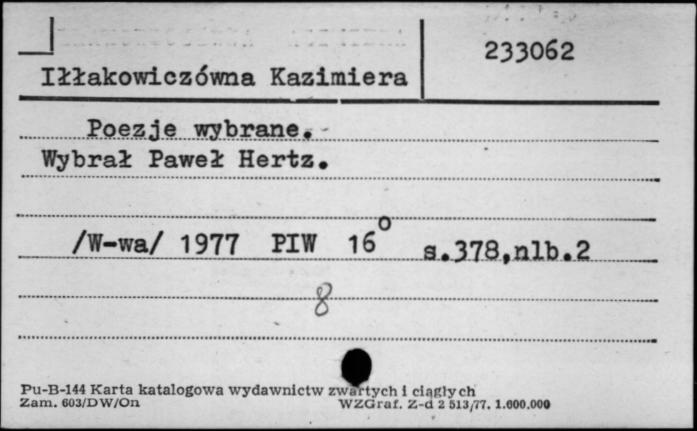 233062
Iłłakowiczówna Kazimiera
Poezje wybrane.
Wybrał Paweł Hertz.
/W-wa/ 1977 PIW 16° s.378,nlb.2
8
Pu-B-144 Karta katalogowa wydawnictw zwartych i ciągłych
Zam. 603/DW/On WZGraf. Z-d 2 513/77. 1.600.000